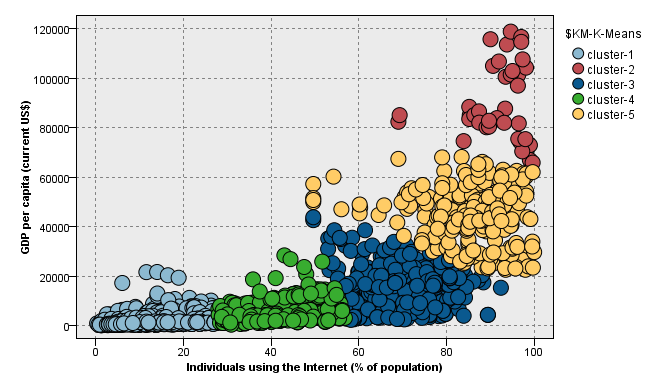 $KM-K-Means
cluster-1
cluster-2
cluster-3
cluster-4
cluster-5
GDP per capita (current US$)
120000
100000
80000
60000
40000
20000
0
0 20 40 60 80 100
Individuals using the Internet (% of population)